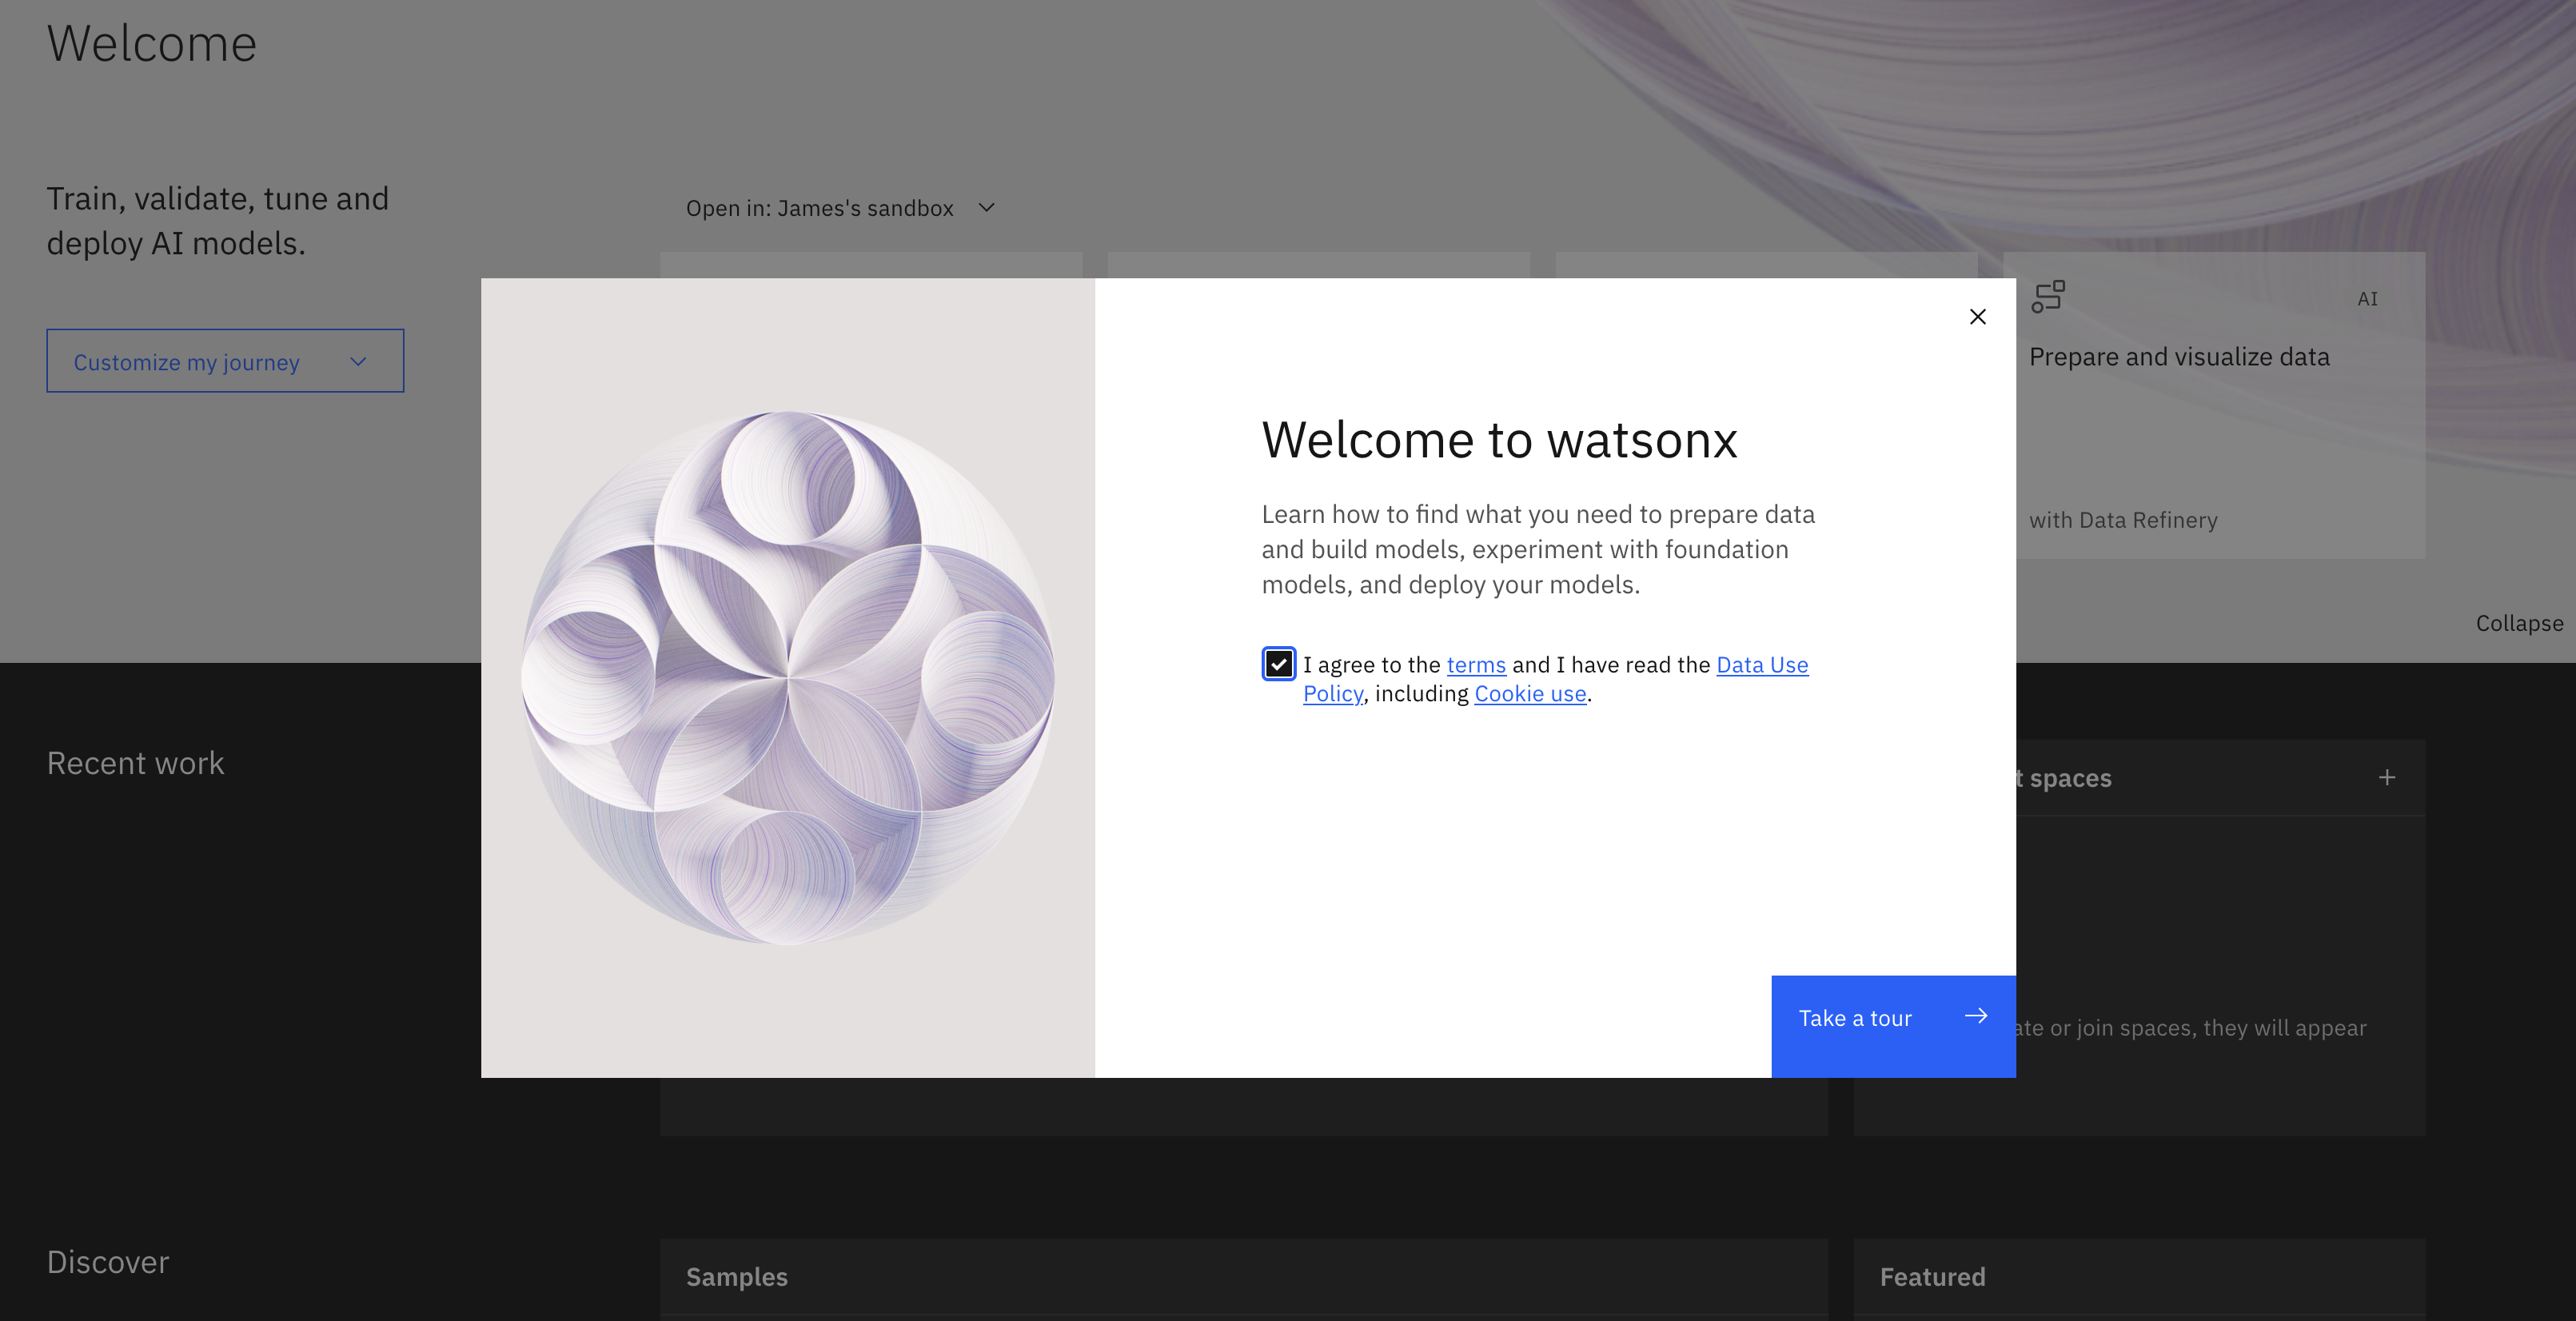 Welcome
Train, validate, tune and
deploy AI models.
Customize my journey
Open in: James's sandbox
AI
Prepare and visualize data
with Data Refinery
Collapse
Welcome to watsonx
Learn how to find what you need to prepare data
and build models, experiment with foundation
models, and deploy your models.
I agree to the terms and I have read the Data Use
Policy, including Cookie use.
Take a tour
Recent work
t spaces
ate or join spaces, they will appear
Discover
Samples
Featured